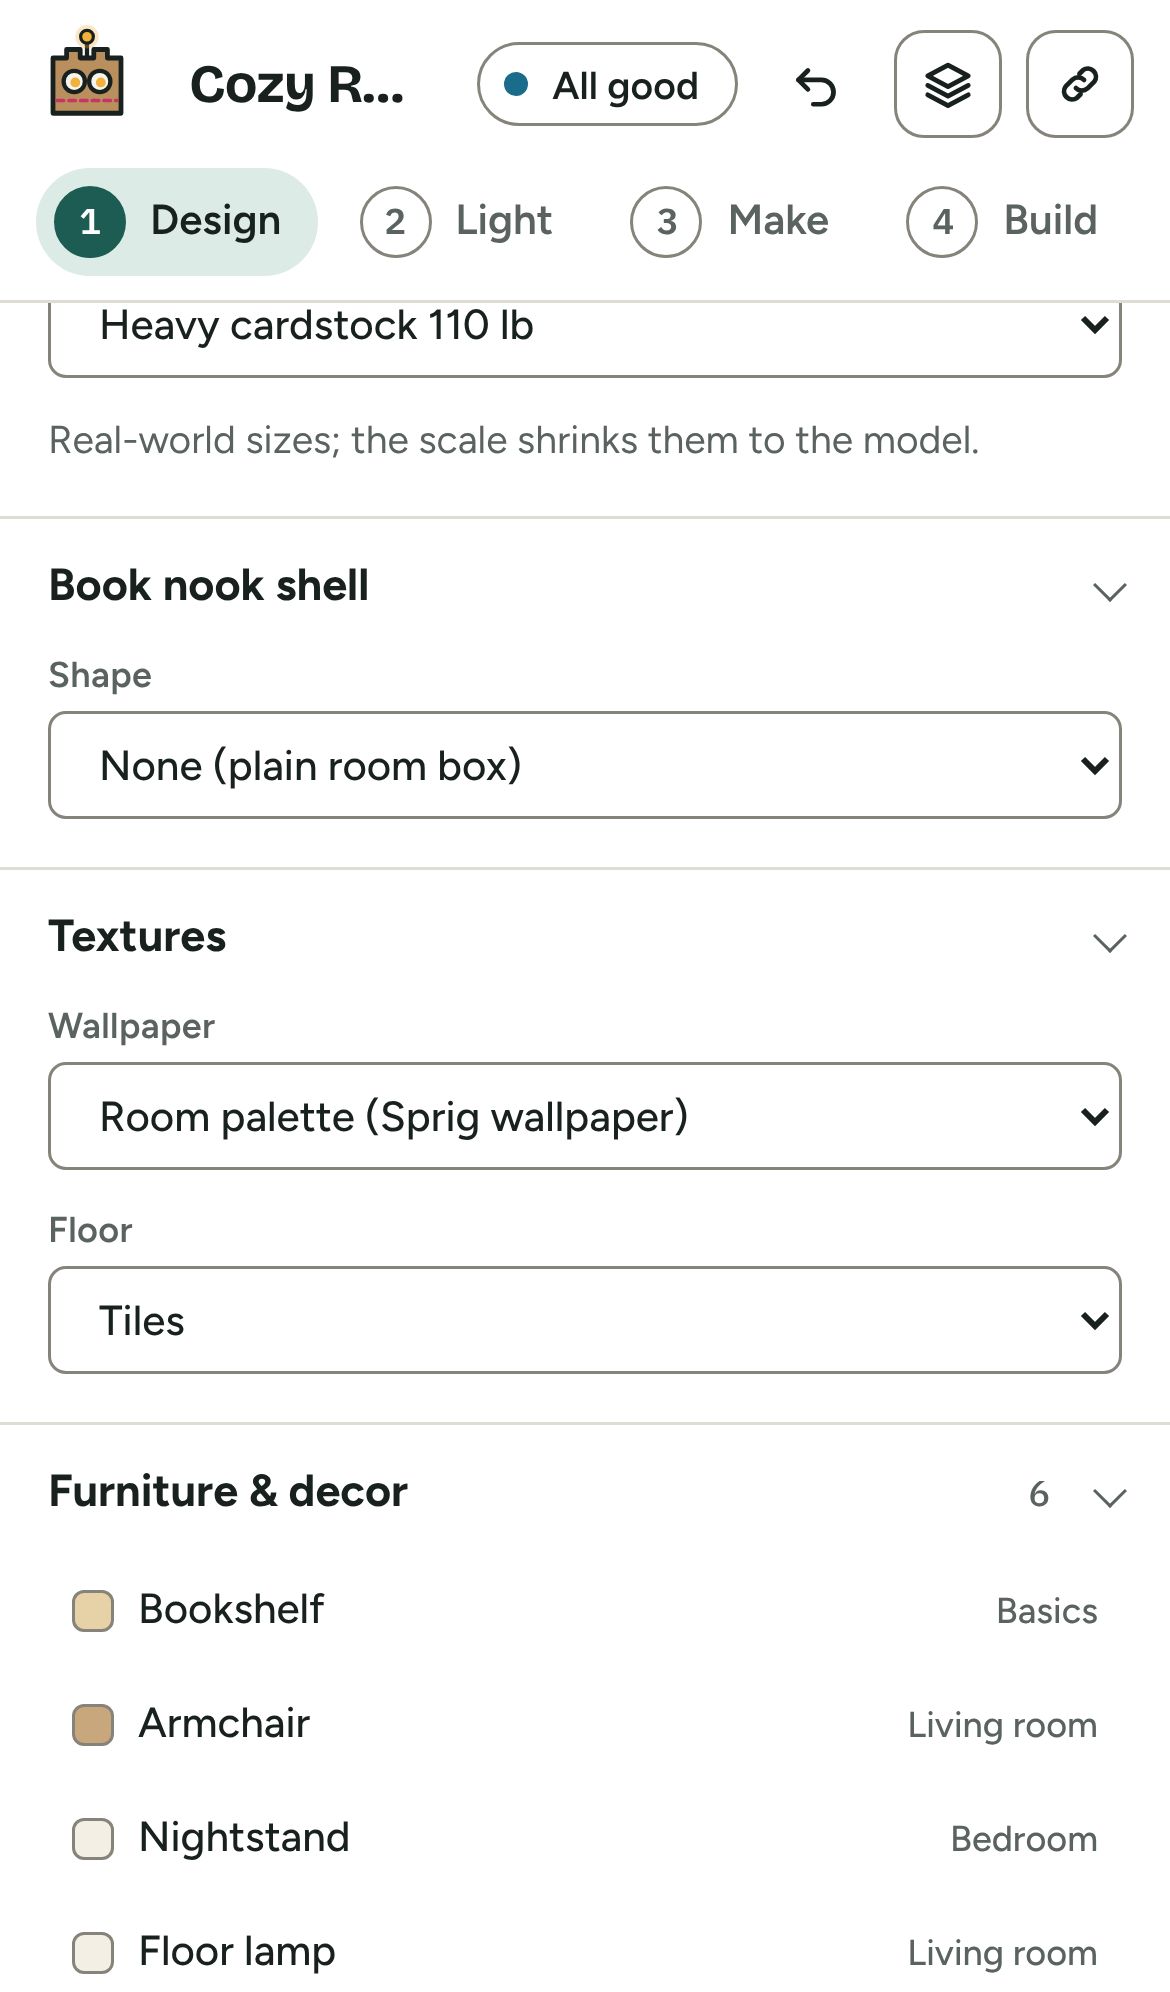 Cozy R...
All good
1 Design
2 Light
3 Make
4 Build
Heavy cardstock 110 lb
Real-world sizes; the scale shrinks them to the model.
Book nook shell
Shape
None (plain room box)
Textures
Wallpaper
Room palette (Sprig wallpaper)
Floor
Tiles
Furniture & decor 6
Bookshelf Basics
Armchair Living room
Nightstand Bedroom
Floor lamp Living room